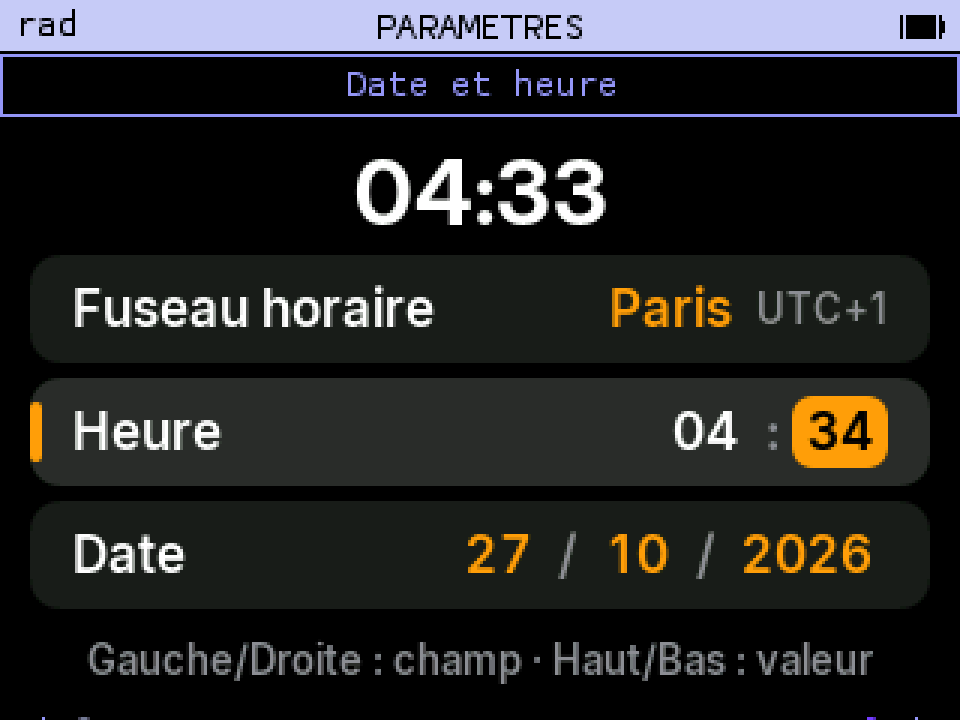 rad PARAMETRES
Date et heure
04:33
Fuseau horaire Paris UTC+1
Heure 04 : 34
Date 27 / 10 / 2026
Gauche/Droite : champ · Haut/Bas : valeur